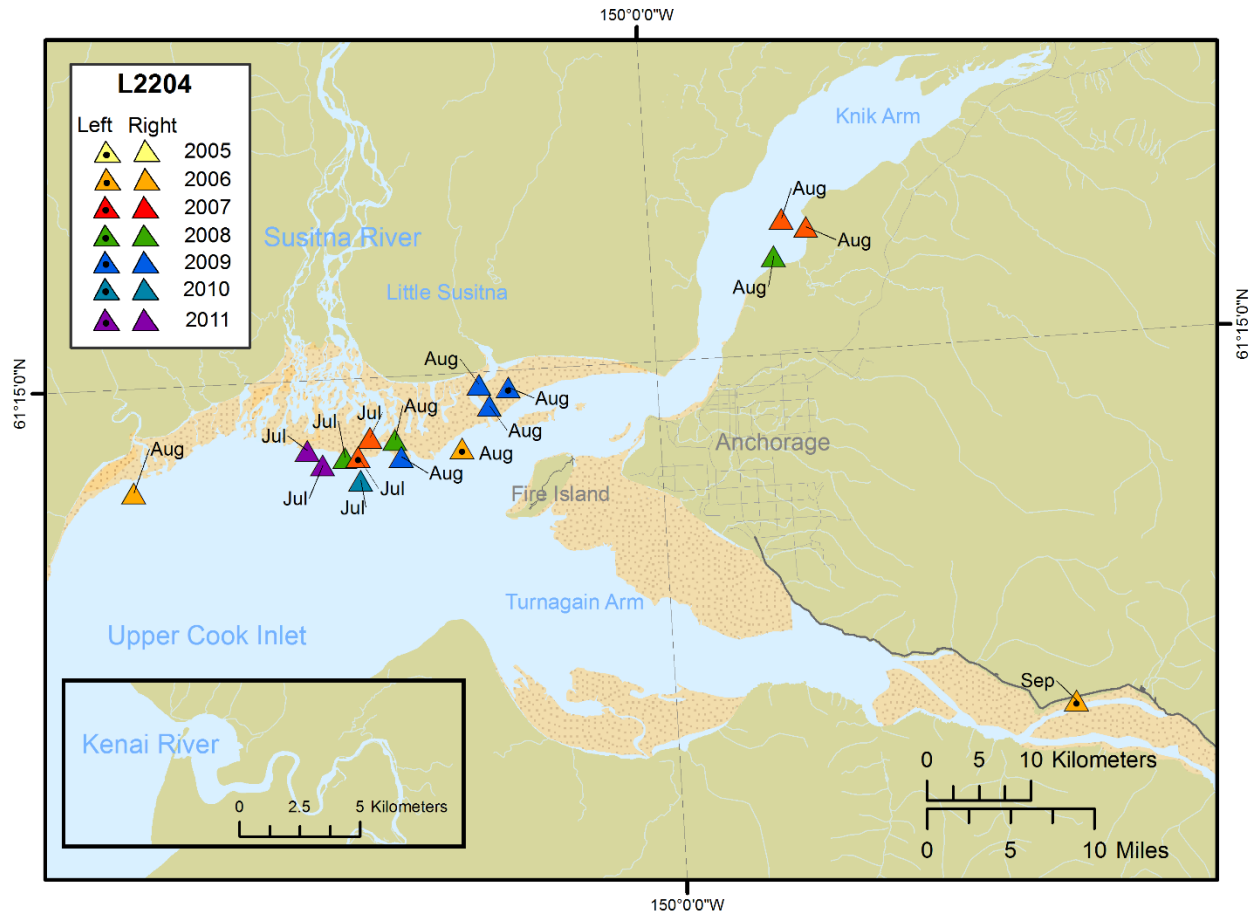 150°0'0"W
L2204
Left Right
2005
2006
2007
2008
2009
2010
2011
Knik Arm
Aug
Aug
Aug
Susitna River
Little Susitna
61°15'0"N
61°15'0"N
Aug
Aug
Aug
Jul
Jul
Jul
Aug
Aug
Aug
Aug
Jul
Jul
Jul
Anchorage
Fire Island
Turnagain Arm
Upper Cook Inlet
Sep
Kenai River
0 2.5 5 Kilometers
0 5 10 Kilometers
0 5 10 Miles
150°0'0"W